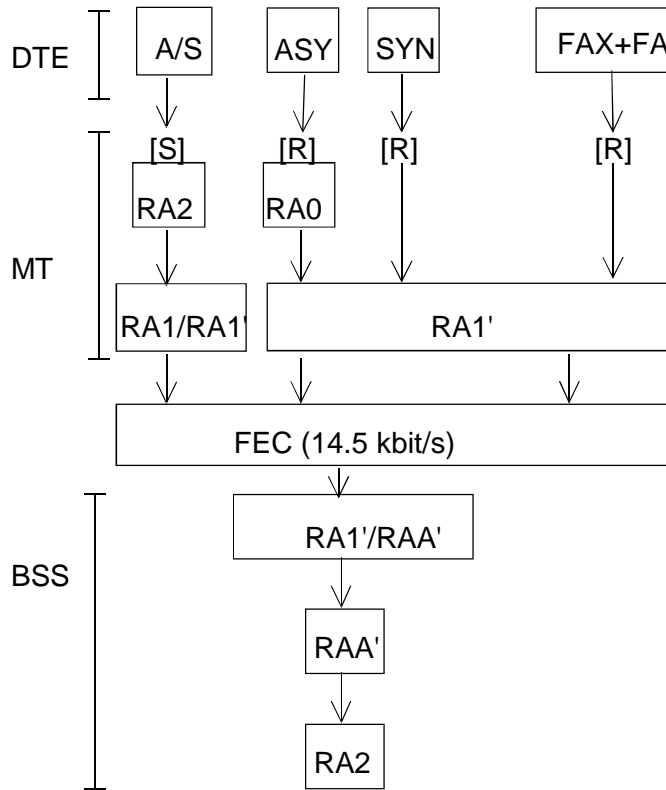 DTE
A/S ASY SYN FAX+FA
[S] [R] [R] [R]
RA2 RA0
MT
RA1/RA1' RA1'
FEC (14.5 kbit/s)
RA1'/RAA'
BSS
RAA'
RA2